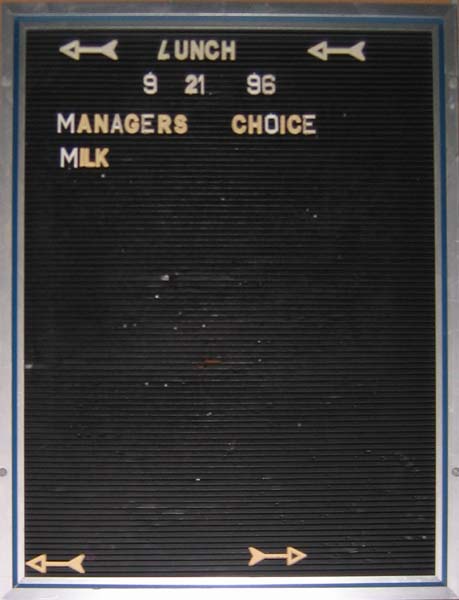 LUNCH
9 21 96
MANAGERS CHOICE
MILK